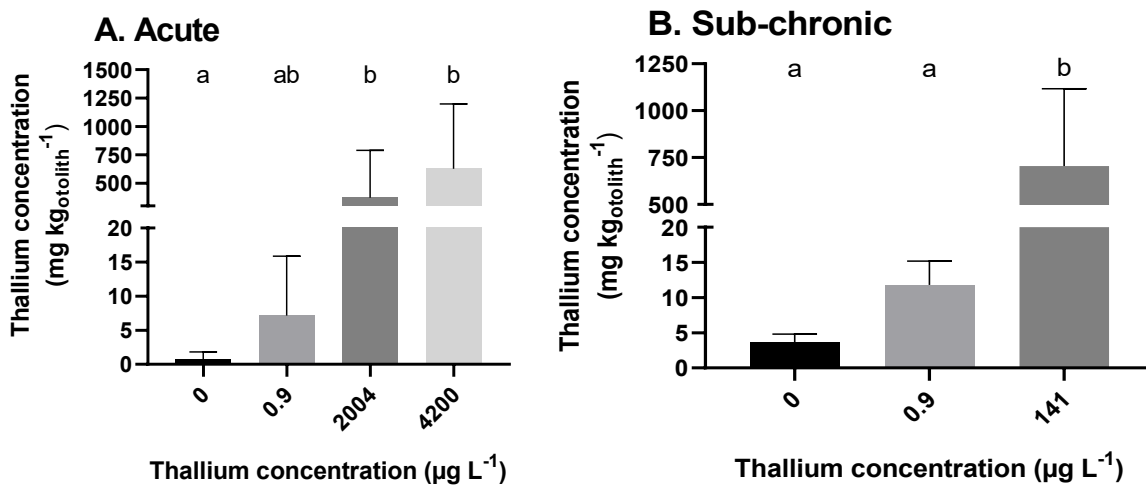 A. Acute
Thallium concentration
(mg kgotolith⁻¹)
1500
1250
1000
750
500
20
15
10
5
0
a ab b b
0 0.9 2004 4200
Thallium concentration (µg L⁻¹)
B. Sub-chronic
Thallium concentration
(mg kgotolith⁻¹)
1250
1000
750
500
20
15
10
5
0
a a b
0 0.9 141
Thallium concentration (µg L⁻¹)